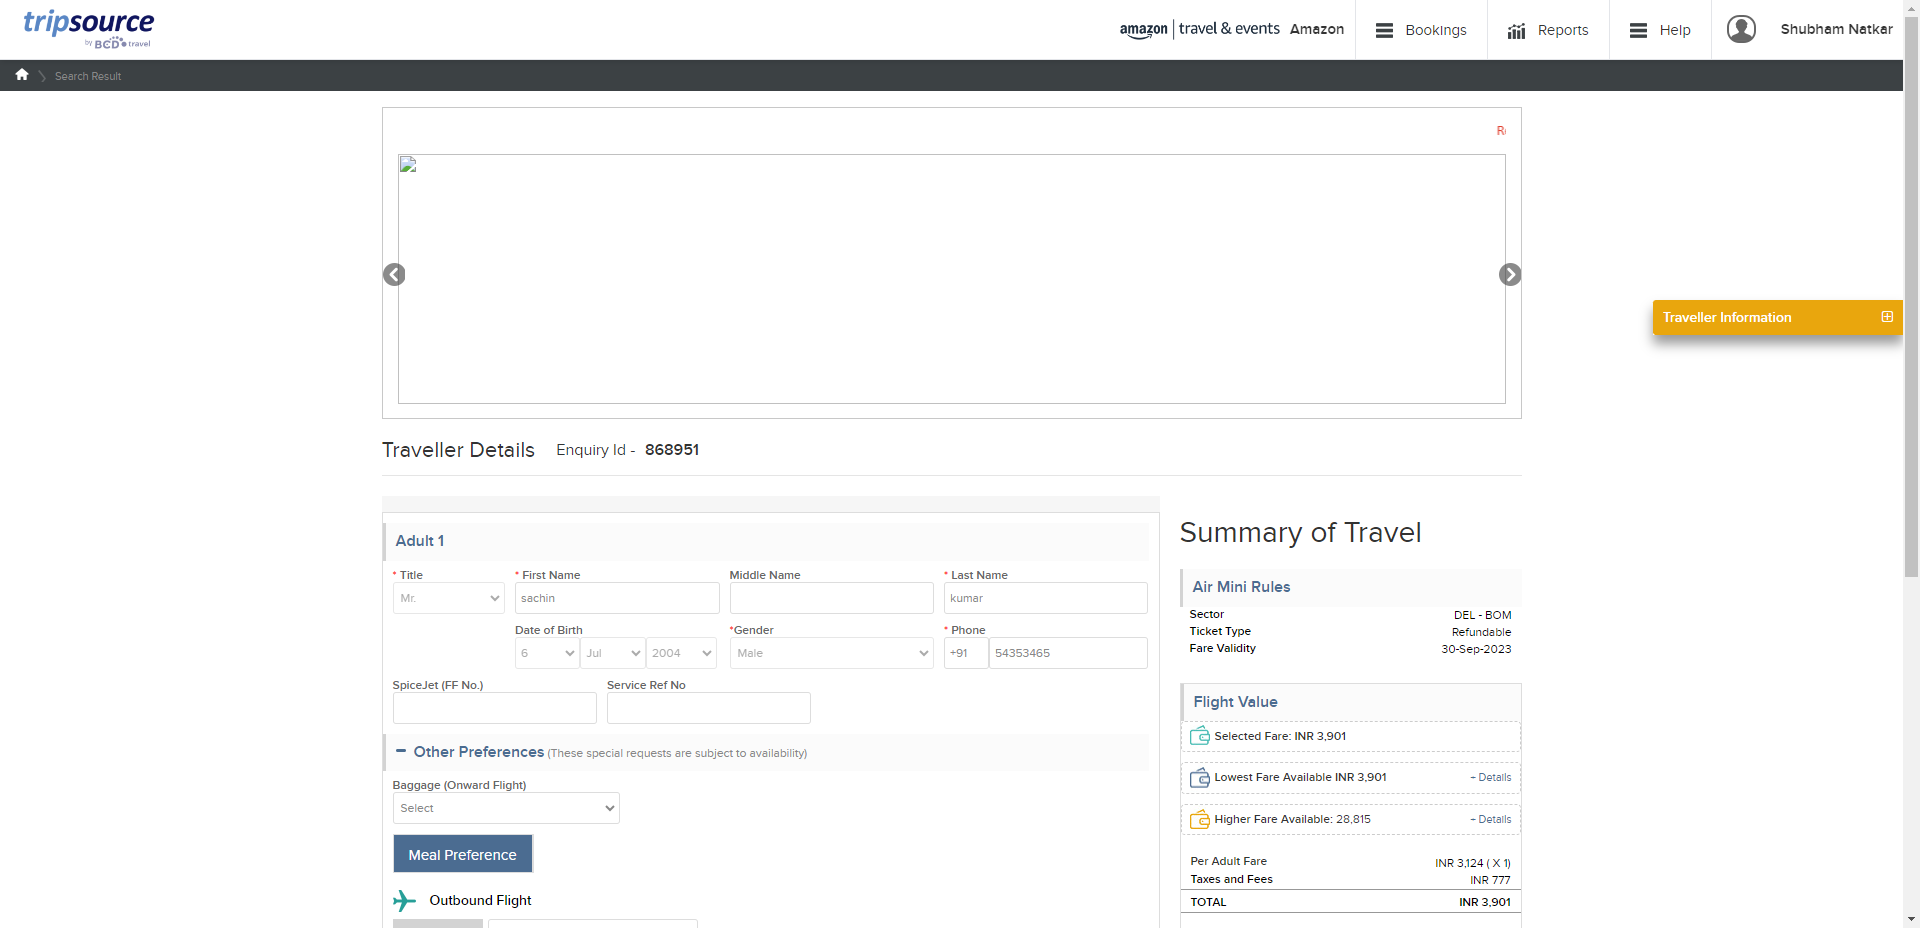 tripsource
by BCD travel
amazon | travel & events Amazon
Bookings
Reports
Help
Shubham Natkar
Search Result
Traveller Information
Traveller Details Enquiry Id - 868951
Adult 1
* Title * First Name Middle Name * Last Name
Mr. sachin kumar
Date of Birth *Gender * Phone
6 Jul 2004 Male +91 54353465
SpiceJet (FF No.) Service Ref No
Other Preferences (These special requests are subject to availability)
Baggage (Onward Flight)
Select
Meal Preference
Outbound Flight
Summary of Travel
Air Mini Rules
Sector DEL - BOM
Ticket Type Refundable
Fare Validity 30-Sep-2023
Flight Value
Selected Fare: INR 3,901
Lowest Fare Available INR 3,901 + Details
Higher Fare Available: 28,815 + Details
Per Adult Fare INR 3,124 ( X 1)
Taxes and Fees INR 777
TOTAL INR 3,901